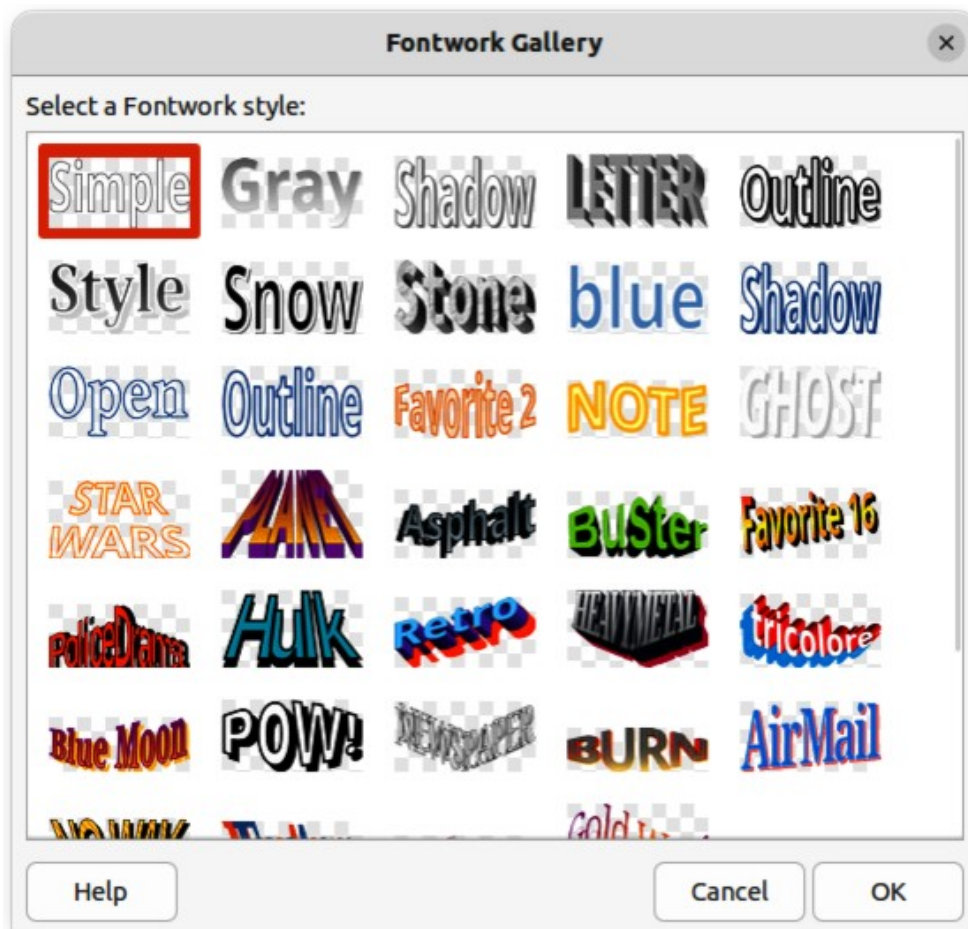 Fontwork Gallery
Select a Fontwork style:
Simple Gray Shadow LETTER Outline
Style Snow Stone blue Shadow
Open Outline Favorite 2 NOTE GHOST
STAR WARS PLANET Asphalt BUSter Favorite 16
PoliceDrama Hulk Retro HEAVYMETAL tricolore
Blue Moon POW! NEWSPAPER BURN AirMail
NO WAY
Help Cancel OK